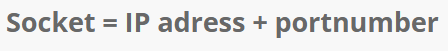 Socket = IP adress + portnumber